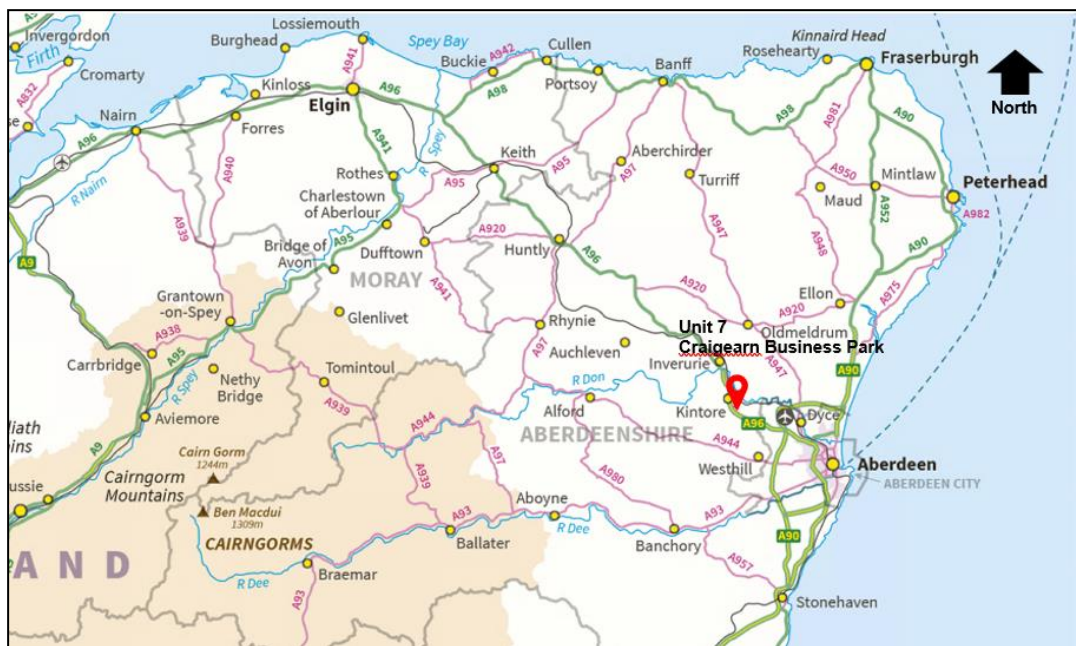 Invergordon
Firth
Cromarty
A832
Nairn
A96
R Nairn
A939
Burghead
Lossiemouth
Kinloss
Elgin
Forres
A940
A941
A96
A941
Spey Bay
Buckie
A942
A98
Cullen
Portsoy
Banff
Rosehearty
Kinnaird Head
Fraserburgh
North
A98
A981
A90
R Spey
Keith
A95
A95
Aberchirder
A97
Turriff
A947
A950
Mintlaw
Maud
A952
Peterhead
A982
A90
A948
Rothes
Charlestown
of Aberlour
Bridge of
Avon
A95
Dufftown
A920
Huntly
A96
MORAY
A941
Glenlivet
A9
Grantown
-on-Spey
A938
Carrbridge
A95
R Spey
Nethy
Bridge
Aviemore
A9
Tomintoul
A939
Rhynie
A97
Auchleven
A920
A920
Ellon
A975
Oldmeldrum
Unit 7
Craigearn Business Park
A947
Inverurie
A90
R Don
Kintore
A96
Dyce
Alford
ABERDEENSHIRE
A944
A944
Westhill
Aberdeen
ABERDEEN CITY
A980
A97
A939
Cairn Gorm
1244m
Cairngorm
Mountains
Ben Macdui
1309m
CAIRNGORMS
ussie
AND
R Dee
Braemar
A93
A93
Ballater
Aboyne
R Dee
Banchory
A93
A957
A90
Stonehaven